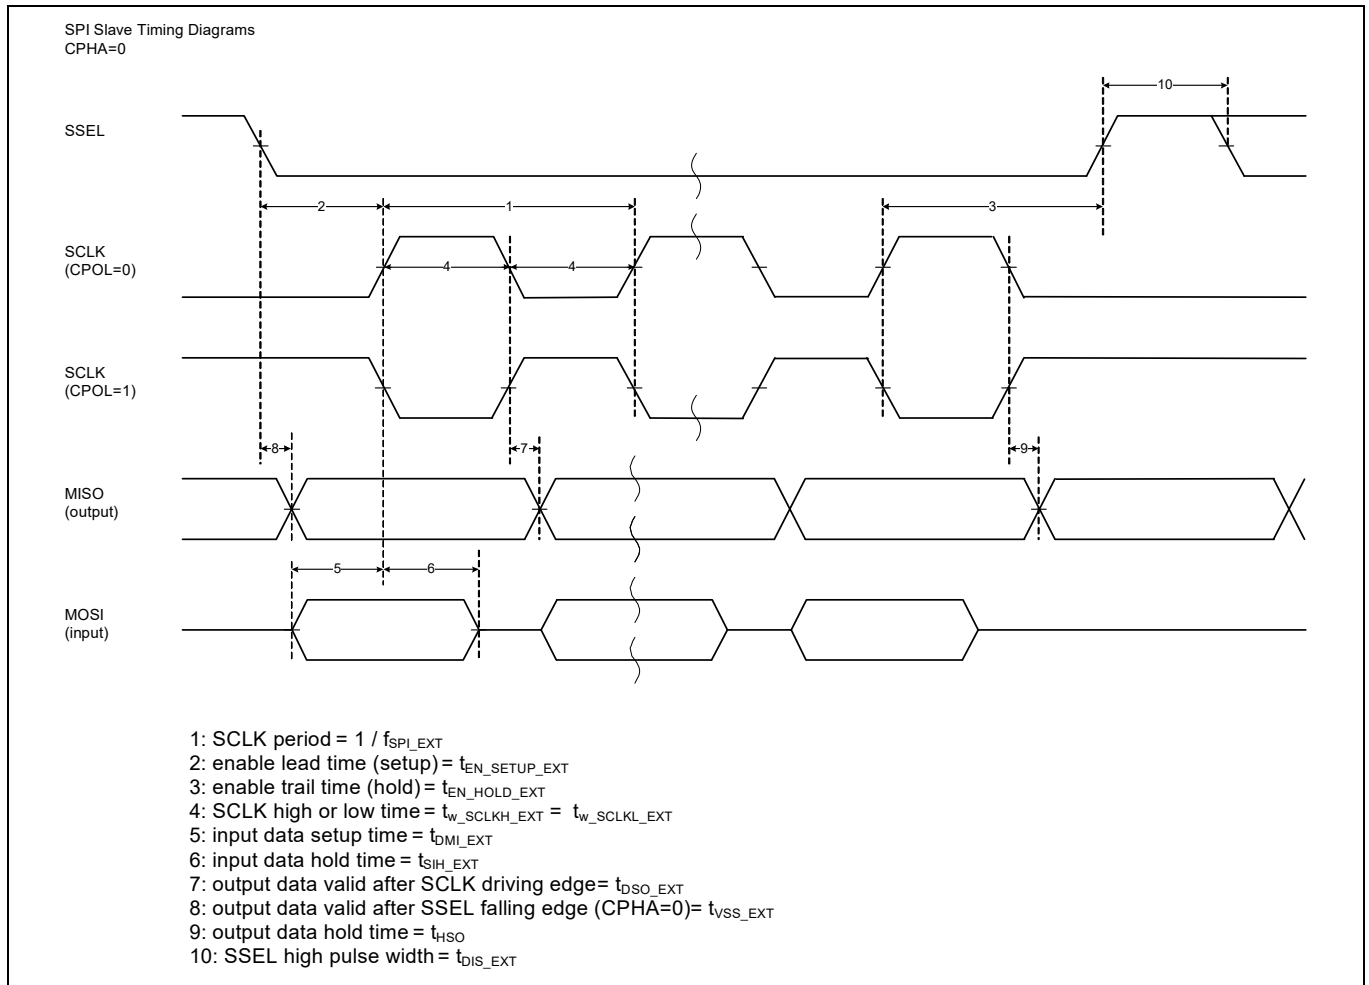 SPI Slave Timing Diagrams
CPHA=0
10
SSEL
2
1
3
SCLK
(CPOL=0)
4
4
SCLK
(CPOL=1)
8
7
9
MISO
(output)
5
6
MOSI
(input)
1: SCLK period = 1 / fSPI_EXT
2: enable lead time (setup) = tEN_SETUP_EXT
3: enable trail time (hold) = tEN_HOLD_EXT
4: SCLK high or low time = tw_SCLKH_EXT = tw_SCLKL_EXT
5: input data setup time = tDMI_EXT
6: input data hold time = tSIH_EXT
7: output data valid after SCLK driving edge= tDSO_EXT
8: output data valid after SSEL falling edge (CPHA=0)= tVSS_EXT
9: output data hold time = tHSO
10: SSEL high pulse width = tDIS_EXT